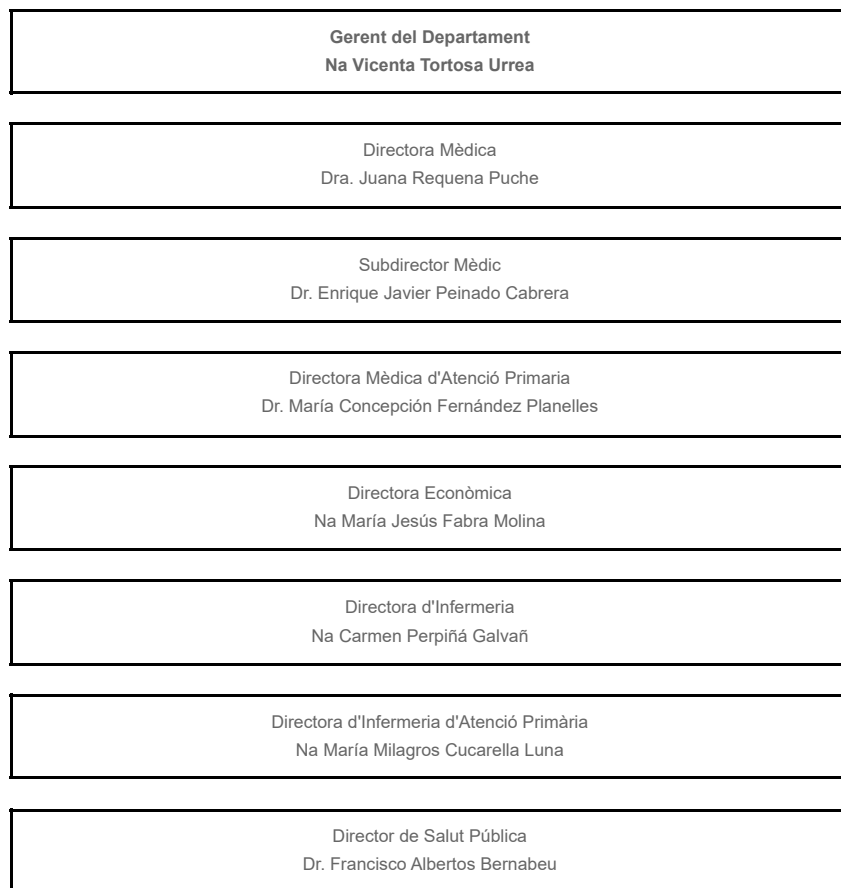 Gerent del Departament
Na Vicenta Tortosa Urrea
Directora Mèdica
Dra. Juana Requena Puche
Subdirector Mèdic
Dr. Enrique Javier Peinado Cabrera
Directora Mèdica d'Atenció Primaria
Dr. María Concepción Fernández Planelles
Directora Econòmica
Na María Jesús Fabra Molina
Directora d'Infermeria
Na Carmen Perpiñá Galvañ
Directora d'Infermeria d'Atenció Primària
Na María Milagros Cucarella Luna
Director de Salut Pública
Dr. Francisco Albertos Bernabeu